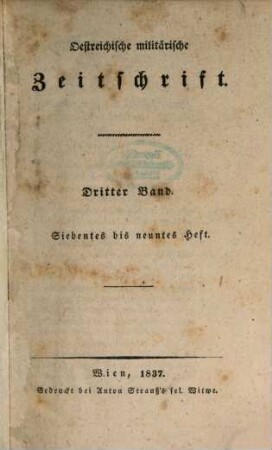 Oestreichische militärische
Zeitschrift.
Dritter Band.
Siebentes bis neuntes Heft.
Wien, 1837.
Gedruckt bei Anton Strauß's sel. Witwe.